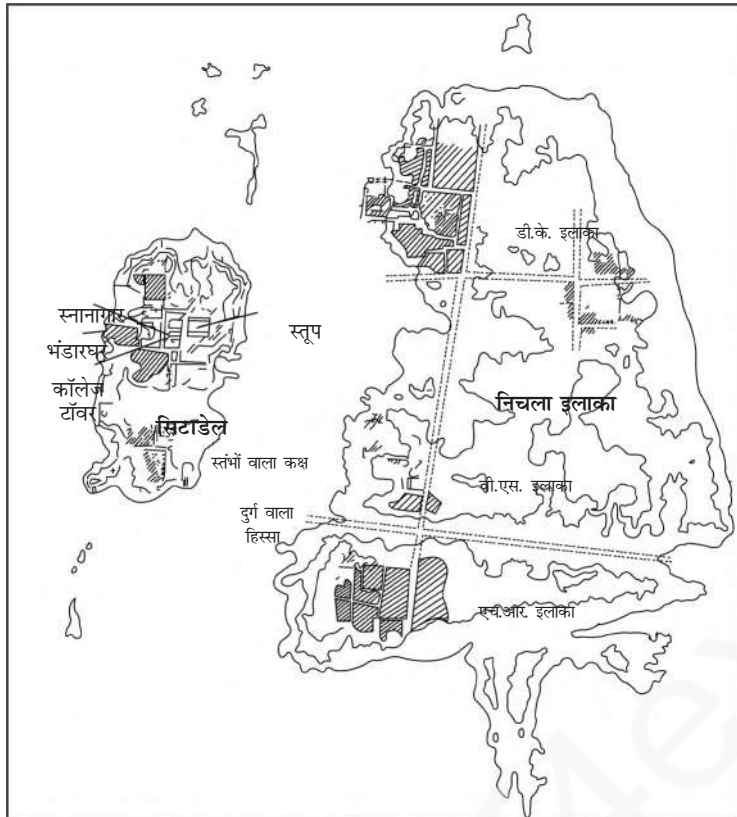 डी.के. इलाका
स्नानागार
स्तूप
भंडारघर
कॉलेज
टॉवर
निचला इलाका
सिटाडेल
स्तंभों वाला कक्ष
वी.एस. इलाका
दुर्ग वाला
हिस्सा
एच.आर. इलाका